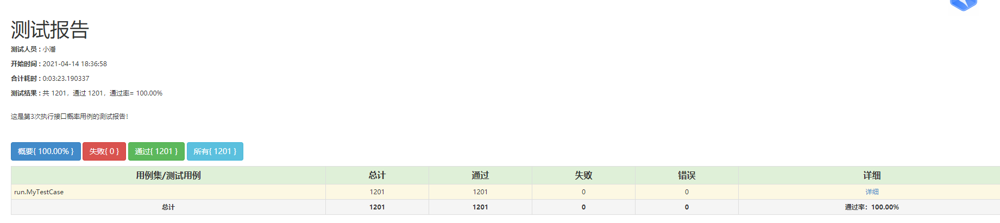 测试报告
测试人员 : 小潘
开始时间 : 2021-04-14 18:36:58
合计耗时 : 0:03:23.190337
测试结果 : 共 1201，通过 1201，通过率= 100.00%
这是第3次执行接口概率用例的测试报告！
概要{ 100.00% } 失败{ 0 } 通过{ 1201 } 所有{ 1201 }
用例集/测试用例 总计 通过 失败 错误 详细
run.MyTestCase 1201 1201 0 0 详细
总计 1201 1201 0 0 通过率：100.00%